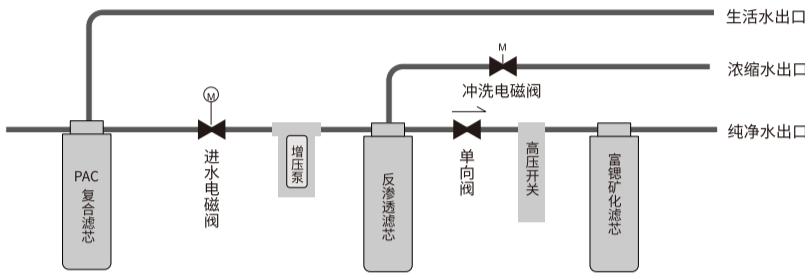 生活水出口
M
浓缩水出口
冲洗电磁阀
M
纯净水出口
PAC
复合滤芯
进水电磁阀
增压泵
反渗透滤芯
单向阀
高压开关
富锶矿化滤芯